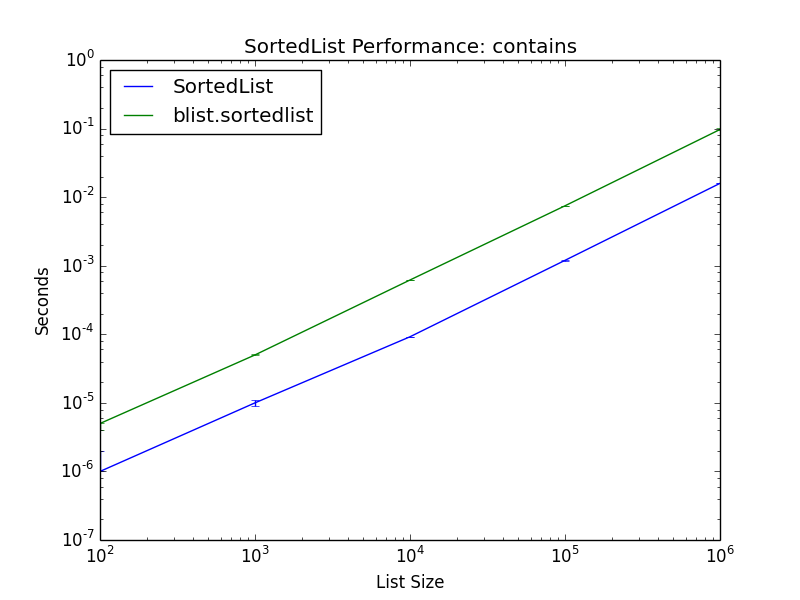 SortedList Performance: contains
SortedList
blist.sortedlist
10^0
10^-1
10^-2
10^-3
10^-4
10^-5
10^-6
10^-7
Seconds
10^2 10^3 10^4 10^5 10^6
List Size